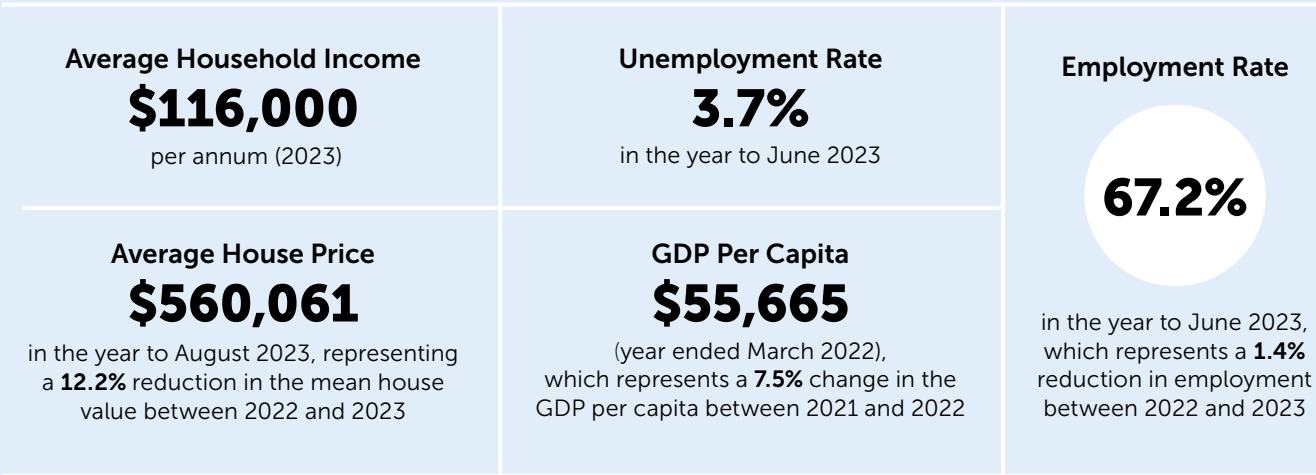 Average Household Income
$116,000
per annum (2023)
Unemployment Rate
3.7%
in the year to June 2023
Employment Rate
67.2%
in the year to June 2023,
which represents a 1.4%
reduction in employment
between 2022 and 2023
Average House Price
$560,061
in the year to August 2023, representing
a 12.2% reduction in the mean house
value between 2022 and 2023
GDP Per Capita
$55,665
(year ended March 2022),
which represents a 7.5% change in the
GDP per capita between 2021 and 2022